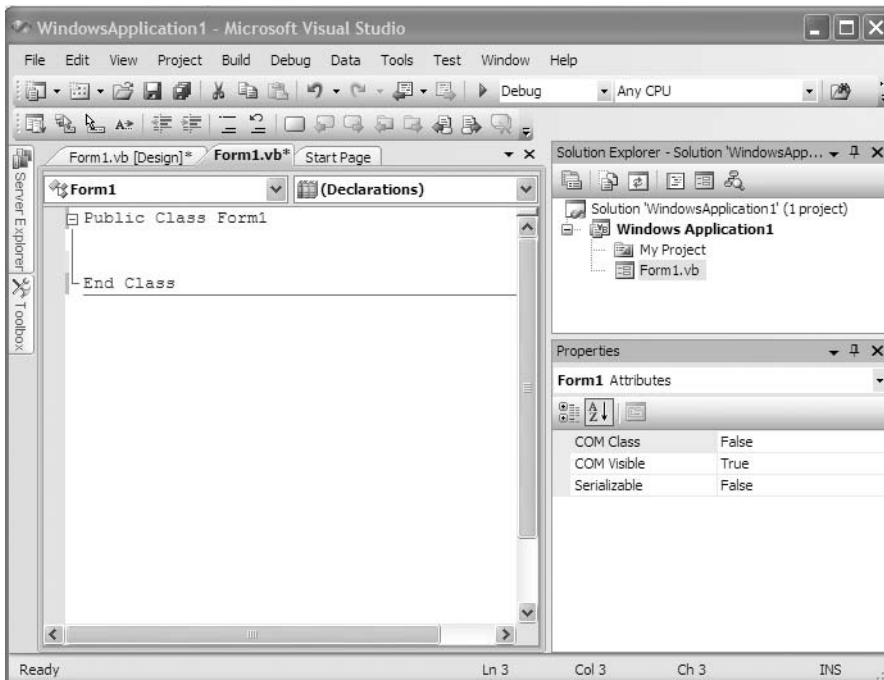 WindowsApplication1 - Microsoft Visual Studio
File Edit View Project Build Debug Data Tools Test Window Help
Debug Any CPU
Form1.vb [Design]* Form1.vb* Start Page
Form1 (Declarations)
Public Class Form1
End Class
Server Explorer
Toolbox
Solution Explorer - Solution 'WindowsApp...
Solution 'WindowsApplication1' (1 project)
Windows Application1
My Project
Form1.vb
Properties
Form1 Attributes
COM Class False
COM Visible True
Serializable False
Ready Ln 3 Col 3 Ch 3 INS